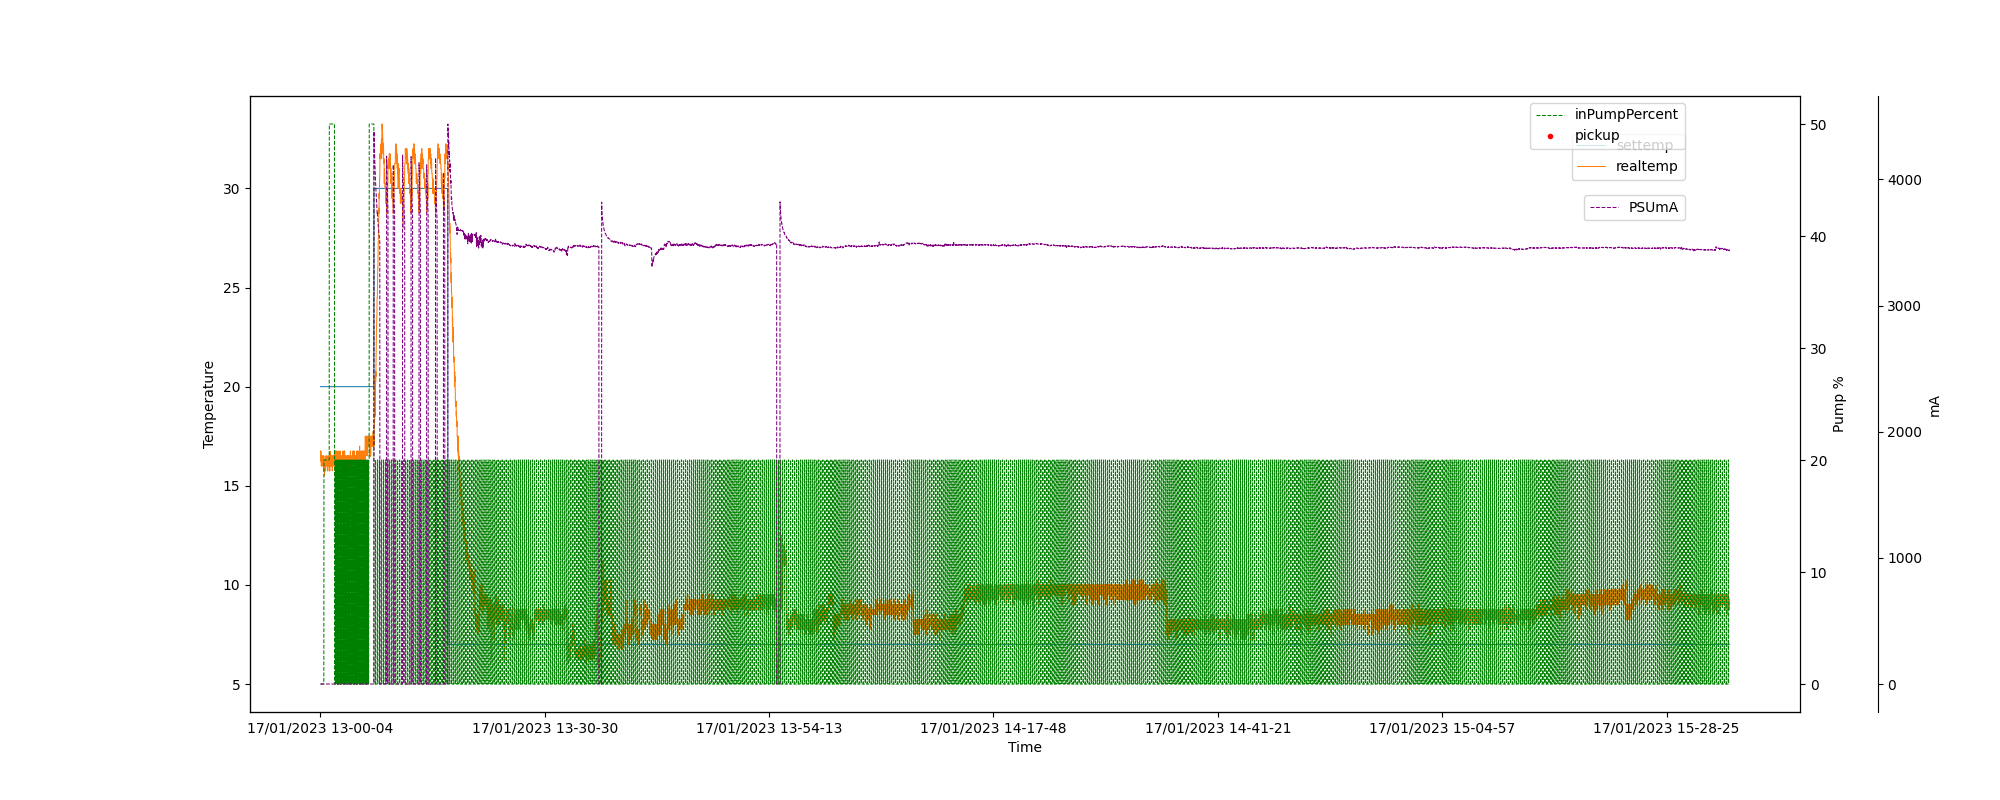 inPumpPercent
pickup
settemp
realtemp
PSUmA
Temperature
30
25
20
15
10
5
50
40
30
20
10
0
Pump %
4000
3000
2000
1000
0
mA
17/01/2023 13-00-04
17/01/2023 13-30-30
17/01/2023 13-54-13
17/01/2023 14-17-48
17/01/2023 14-41-21
17/01/2023 15-04-57
17/01/2023 15-28-25
Time